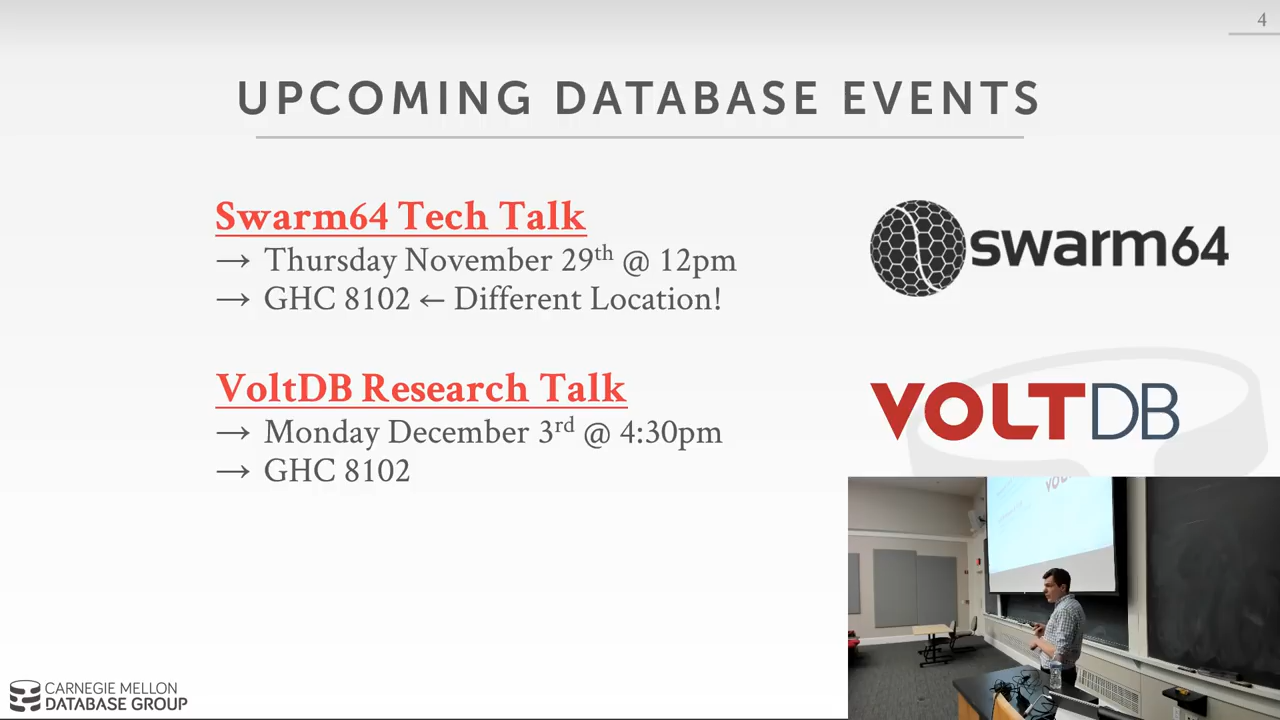 4
UPCOMING DATABASE EVENTS
Swarm64 Tech Talk
→ Thursday November 29th @ 12pm
→ GHC 8102 ← Different Location!
swarm64
VoltDB Research Talk
→ Monday December 3rd @ 4:30pm
→ GHC 8102
VOLTDB
VOL
CARNEGIE MELLON
DATABASE GROUP